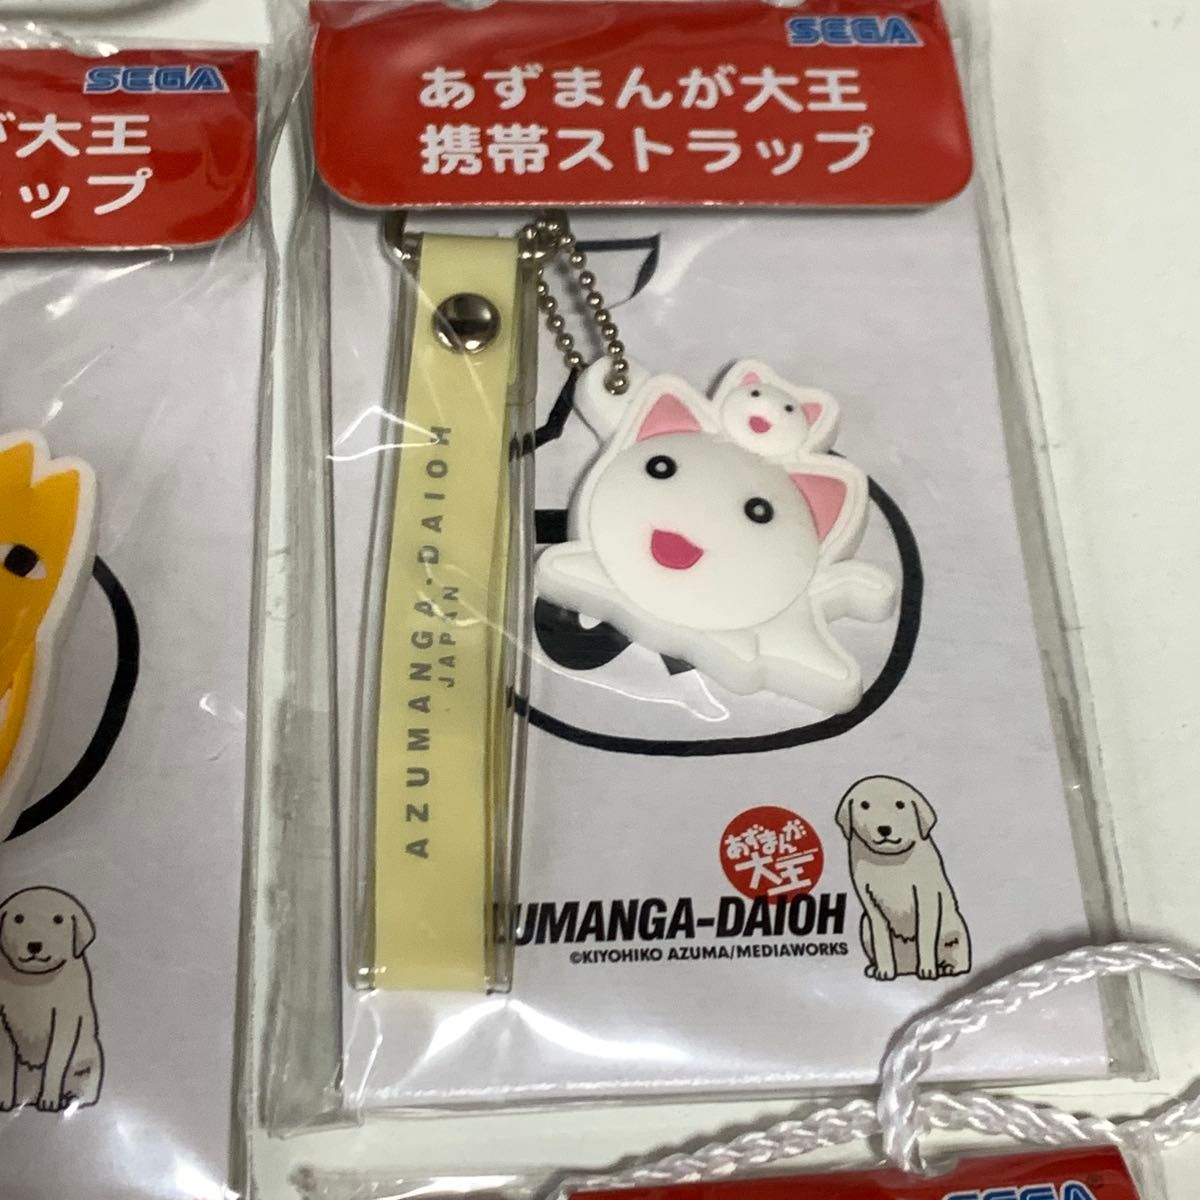 SEGA
が大王
ップ
SEGA
あずまんが大王
携帯ストラップ
AZUMANGA-DAIOH
JAPAN
あずまんが
大王
UMANGA-DAIOH
©KIYOHIKO AZUMA/MEDIAWORKS
SEGA